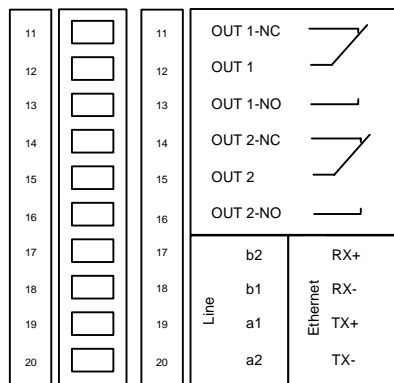 11 11 OUT 1-NC
12 12 OUT 1
13 13 OUT 1-NO
14 14 OUT 2-NC
15 15 OUT 2
16 16 OUT 2-NO
17 17 b2 RX+
18 18 b1 RX-
19 19 a1 TX+
20 20 a2 TX-
Line
Ethernet